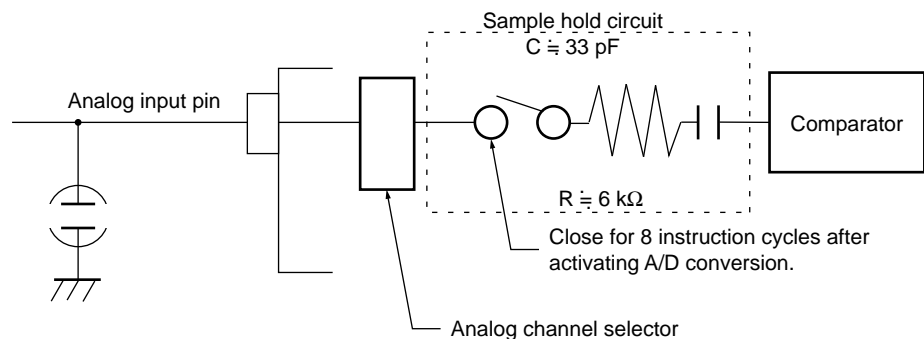 Sample hold circuit
C ≒ 33 pF
Analog input pin
Comparator
R ≒ 6 kΩ
Close for 8 instruction cycles after
activating A/D conversion.
Analog channel selector